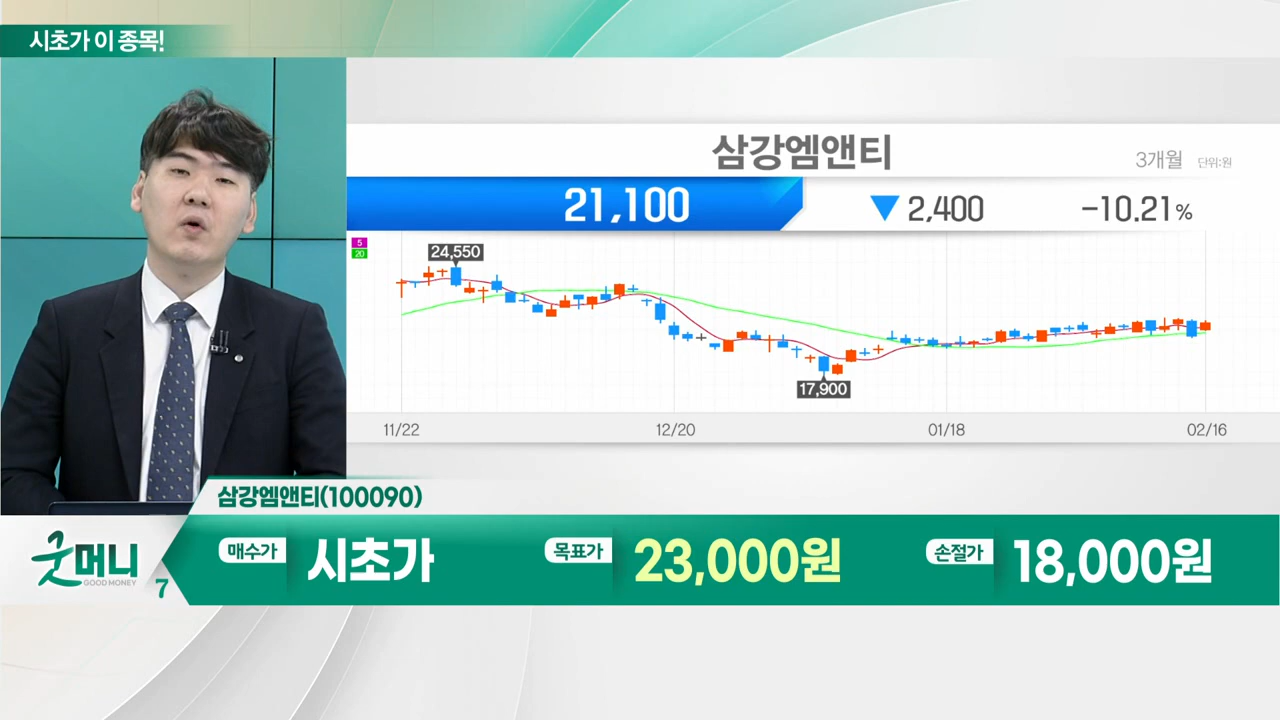 시초가 이 종목!
삼강엠앤티
3개월 단위:원
21,100 ▼ 2,400 -10.21%
5
20
24,550
17,900
11/22 12/20 01/18 02/16
삼강엠앤티(100090)
굿머니
GOOD MONEY
7
매수가 시초가 목표가 23,000원 손절가 18,000원